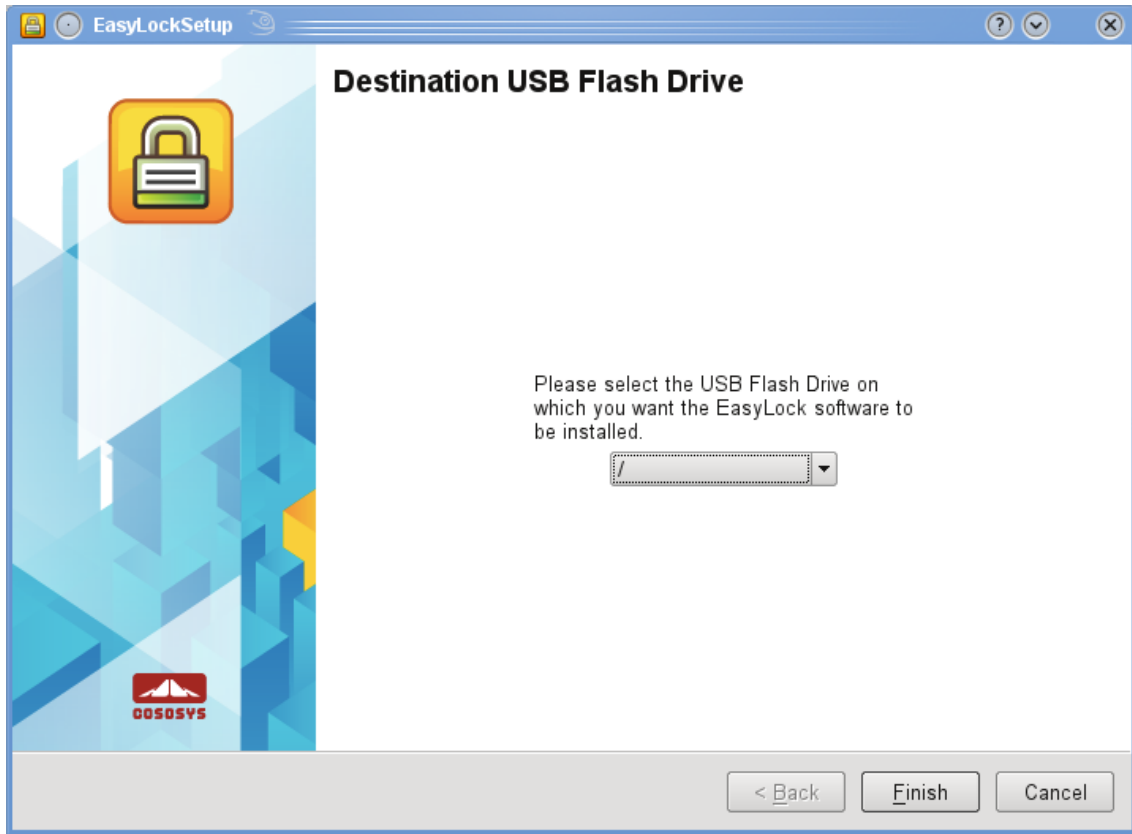 EasyLockSetup
Destination USB Flash Drive
Please select the USB Flash Drive on
which you want the EasyLock software to
be installed.
/
COSOSYS
< Back
Finish
Cancel